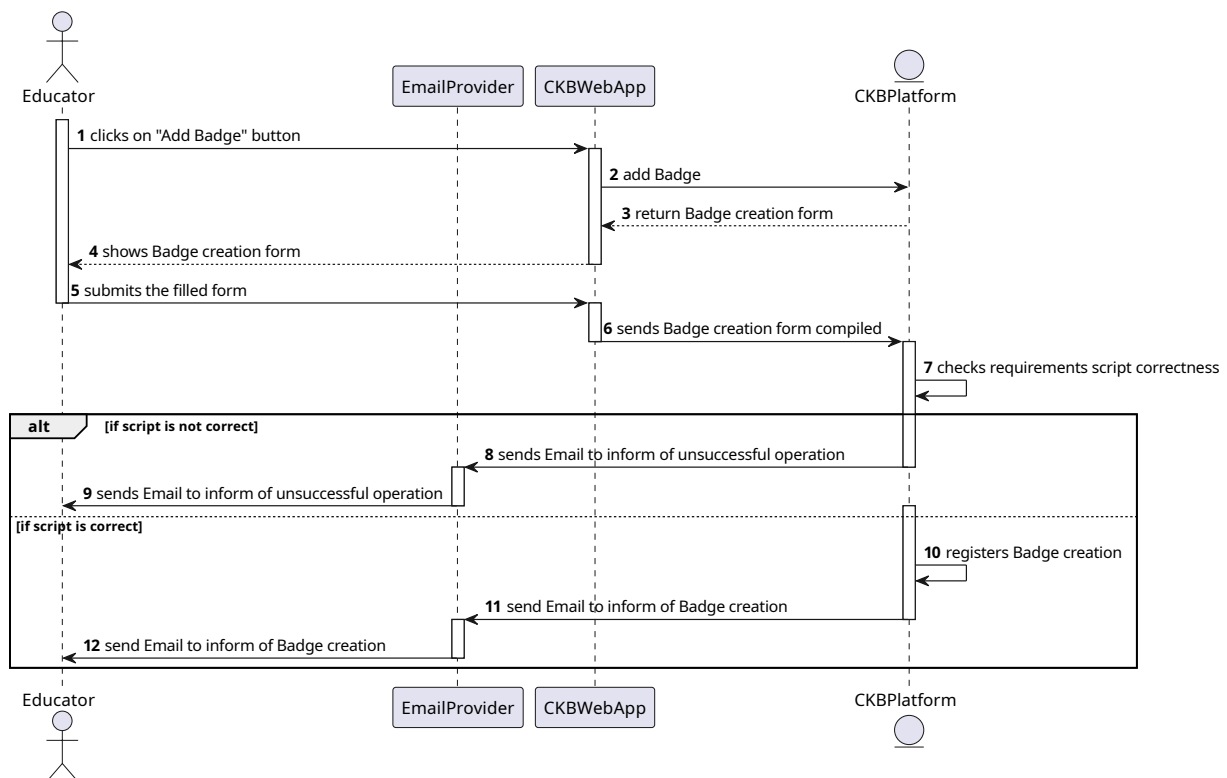 Educator
EmailProvider
CKBWebApp
CKBPlatform
1 clicks on "Add Badge" button
2 add Badge
3 return Badge creation form
4 shows Badge creation form
5 submits the filled form
6 sends Badge creation form compiled
7 checks requirements script correctness
alt [if script is not correct]
8 sends Email to inform of unsuccessful operation
9 sends Email to inform of unsuccessful operation
[if script is correct]
10 registers Badge creation
11 send Email to inform of Badge creation
12 send Email to inform of Badge creation
Educator
EmailProvider
CKBWebApp
CKBPlatform